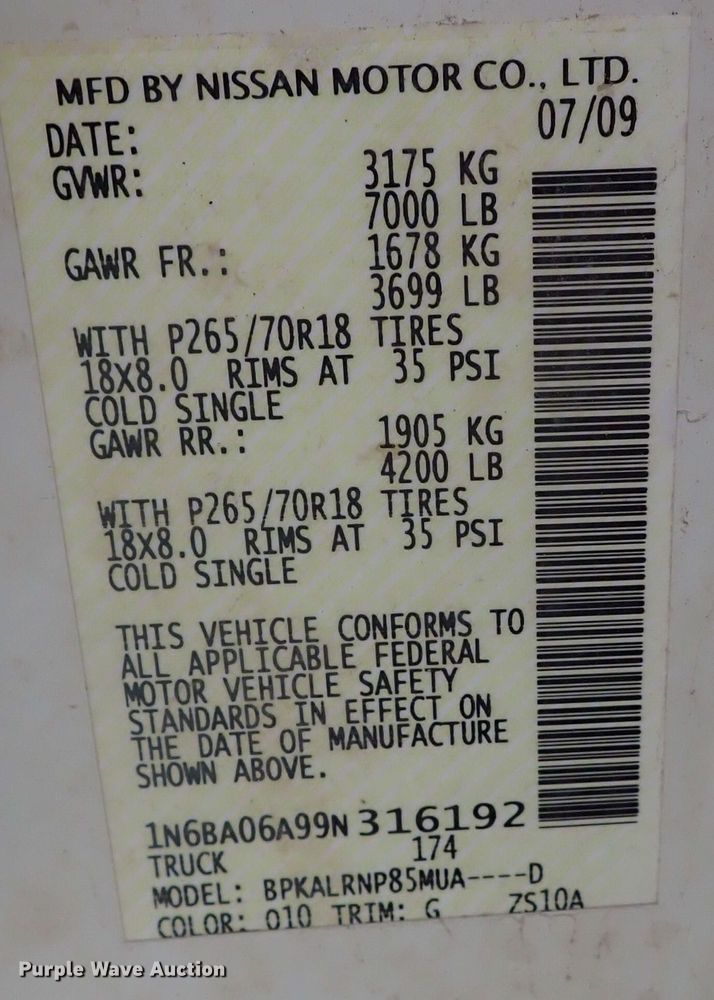 MFD BY NISSAN MOTOR CO., LTD.
DATE: 07/09
GVWR: 3175 KG
7000 LB
GAWR FR.: 1678 KG
3699 LB
WITH P265/70R18 TIRES
18X8.0 RIMS AT 35 PSI
COLD SINGLE
GAWR RR.: 1905 KG
4200 LB
WITH P265/70R18 TIRES
18X8.0 RIMS AT 35 PSI
COLD SINGLE
THIS VEHICLE CONFORMS TO
ALL APPLICABLE FEDERAL
MOTOR VEHICLE SAFETY
STANDARDS IN EFFECT ON
THE DATE OF MANUFACTURE
SHOWN ABOVE.
1N6BA06A99N 316192
TRUCK 174
MODEL: BPKALRNP85MUA----D
COLOR: 010 TRIM: G ZS10A
Purple Wave Auction